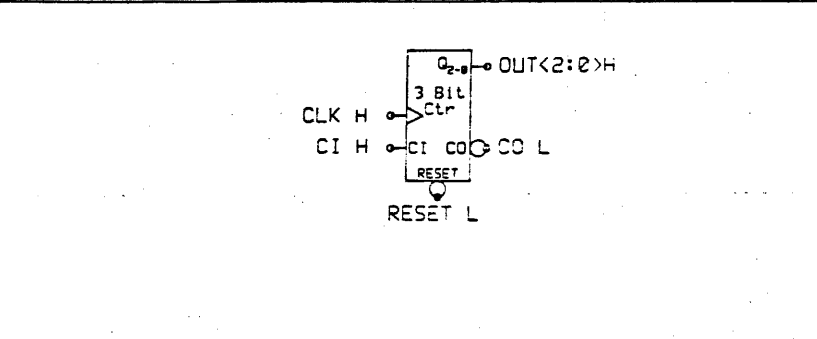 Q2-0 OUT<2:0>H
3 Bit
CLK H Ctr
CI H CI CO CO L
RESET
RESET L